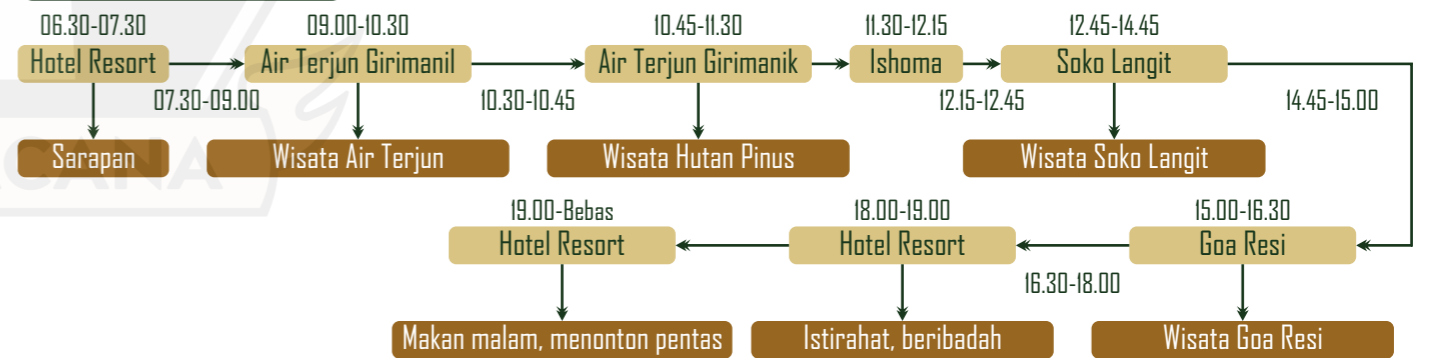 06.30-07.30
09.00-10.30
10.45-11.30
11.30-12.15
12.45-14.45
Hotel Resort
Air Terjun Girimanil
Air Terjun Girimanik
Ishoma
Soko Langit
07.30-09.00
10.30-10.45
12.15-12.45
14.45-15.00
Sarapan
Wisata Air Terjun
Wisata Hutan Pinus
Wisata Soko Langit
19.00-Bebas
18.00-19.00
15.00-16.30
Hotel Resort
Hotel Resort
Goa Resi
16.30-18.00
Makan malam, menonton pentas
Istirahat, beribadah
Wisata Goa Resi